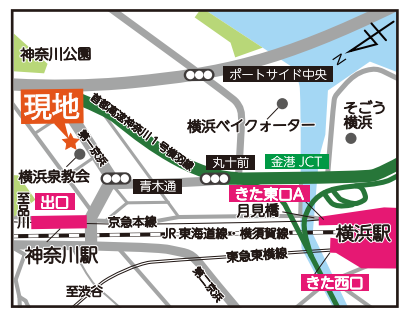 神奈川公園
ポートサイド中央
N
現地
首都高速神奈川1号横羽線
そごう
横浜
横浜ベイクォーター
第一京浜
丸十前
金港JCT
横浜泉教会
青木通
きた東口A
至品川
出口
月見橋
京急本線
JR東海道線
横須賀線
横浜駅
神奈川駅
東急東横線
きた西口
至渋谷
第二京浜